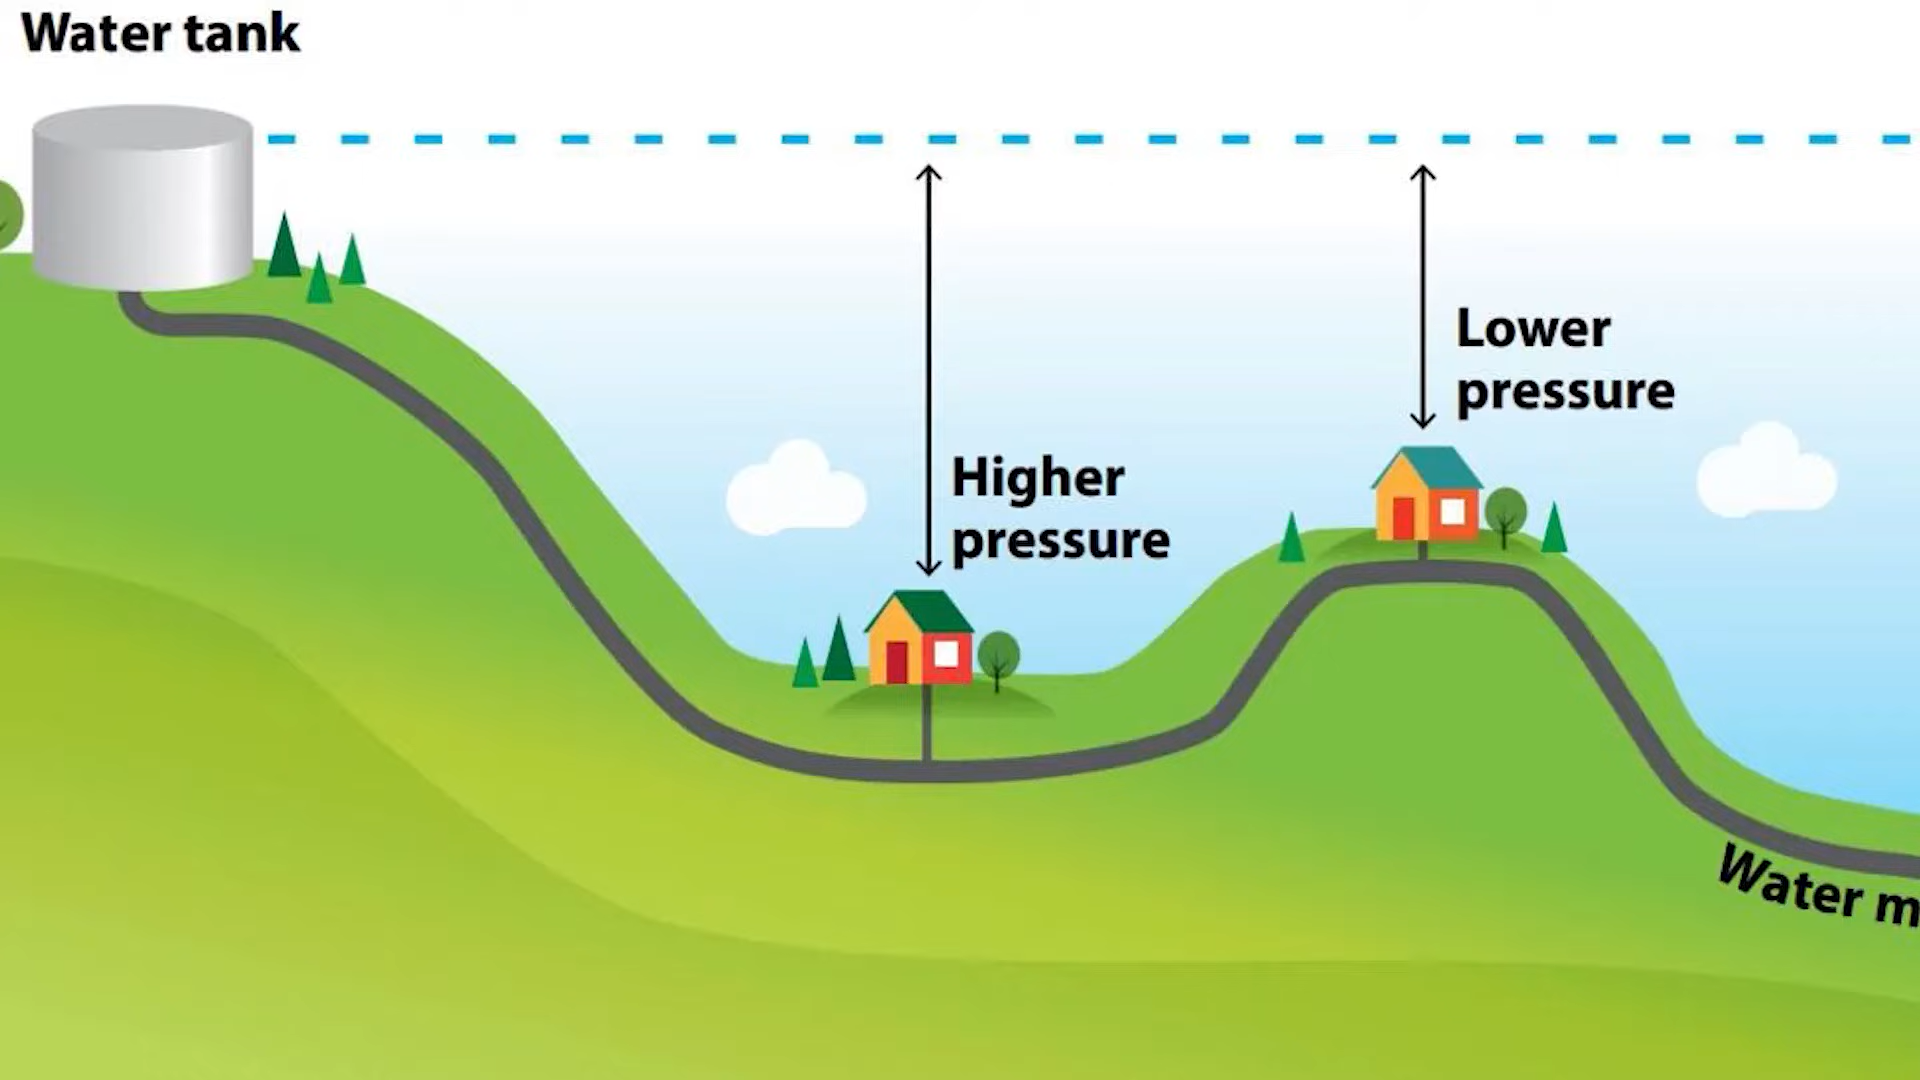 Water tank
Lower
pressure
Higher
pressure
Water m